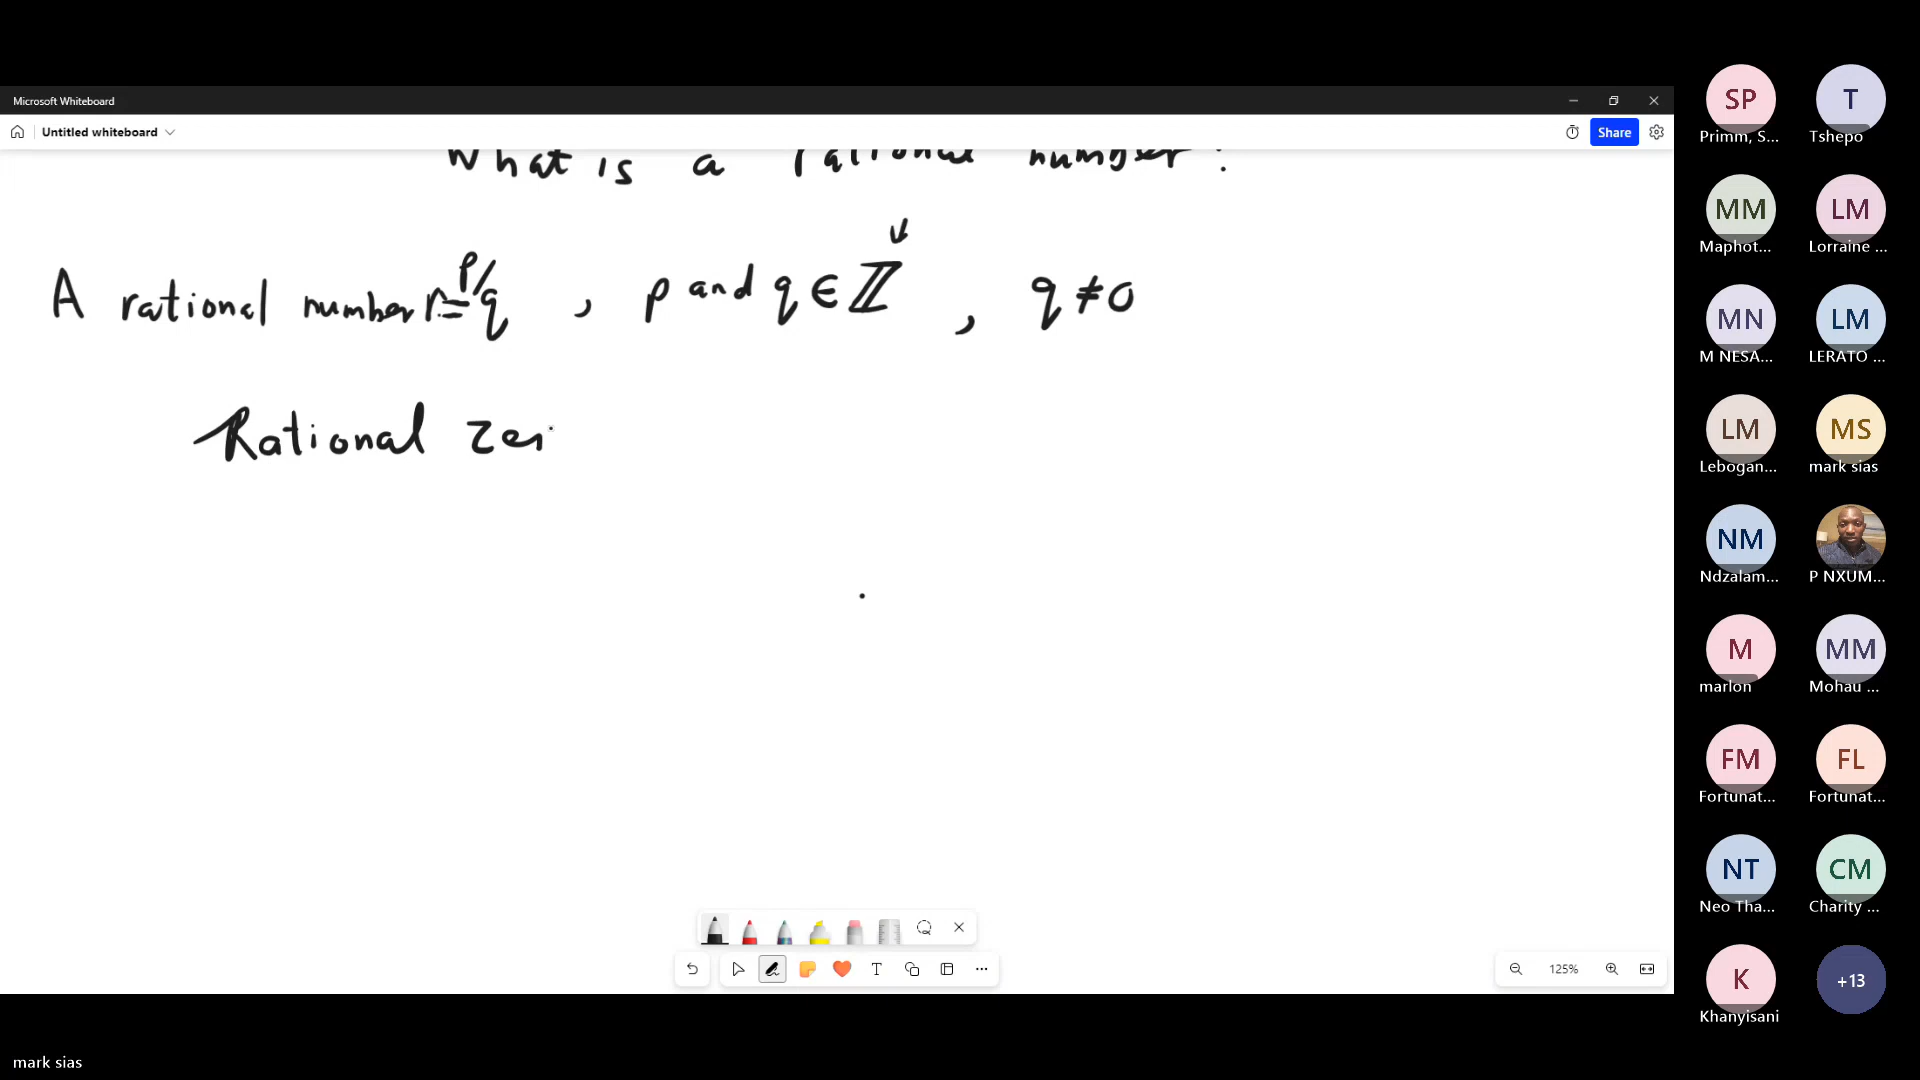 Microsoft Whiteboard
Untitled whiteboard
Share
What is a rational number?
A rational number r = p/q , p and q ∈ ℤ , q ≠ 0
Rational zer
125%
SP
Primm, S...
T
Tshepo
MM
Maphot...
LM
Lorraine ...
MN
M NESA...
LM
LERATO ...
LM
Lebogan...
MS
mark sias
NM
Ndzalam...
P NXUM...
M
marlon
MM
Mohau ...
FM
Fortunat...
FL
Fortunat...
NT
Neo Tha...
CM
Charity ...
K
Khanyisani
+13
mark sias